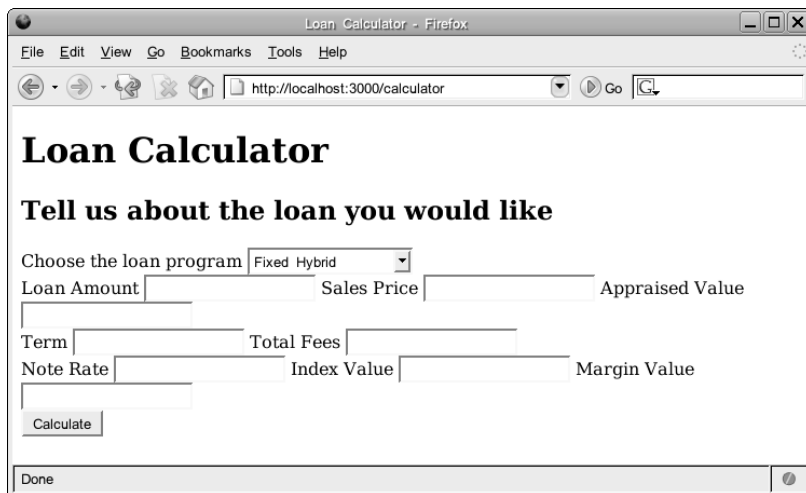 Loan Calculator - Firefox
File Edit View Go Bookmarks Tools Help
http://localhost:3000/calculator Go G
Loan Calculator
Tell us about the loan you would like
Choose the loan program Fixed Hybrid
Loan Amount Sales Price Appraised Value
Term Total Fees
Note Rate Index Value Margin Value
Calculate
Done